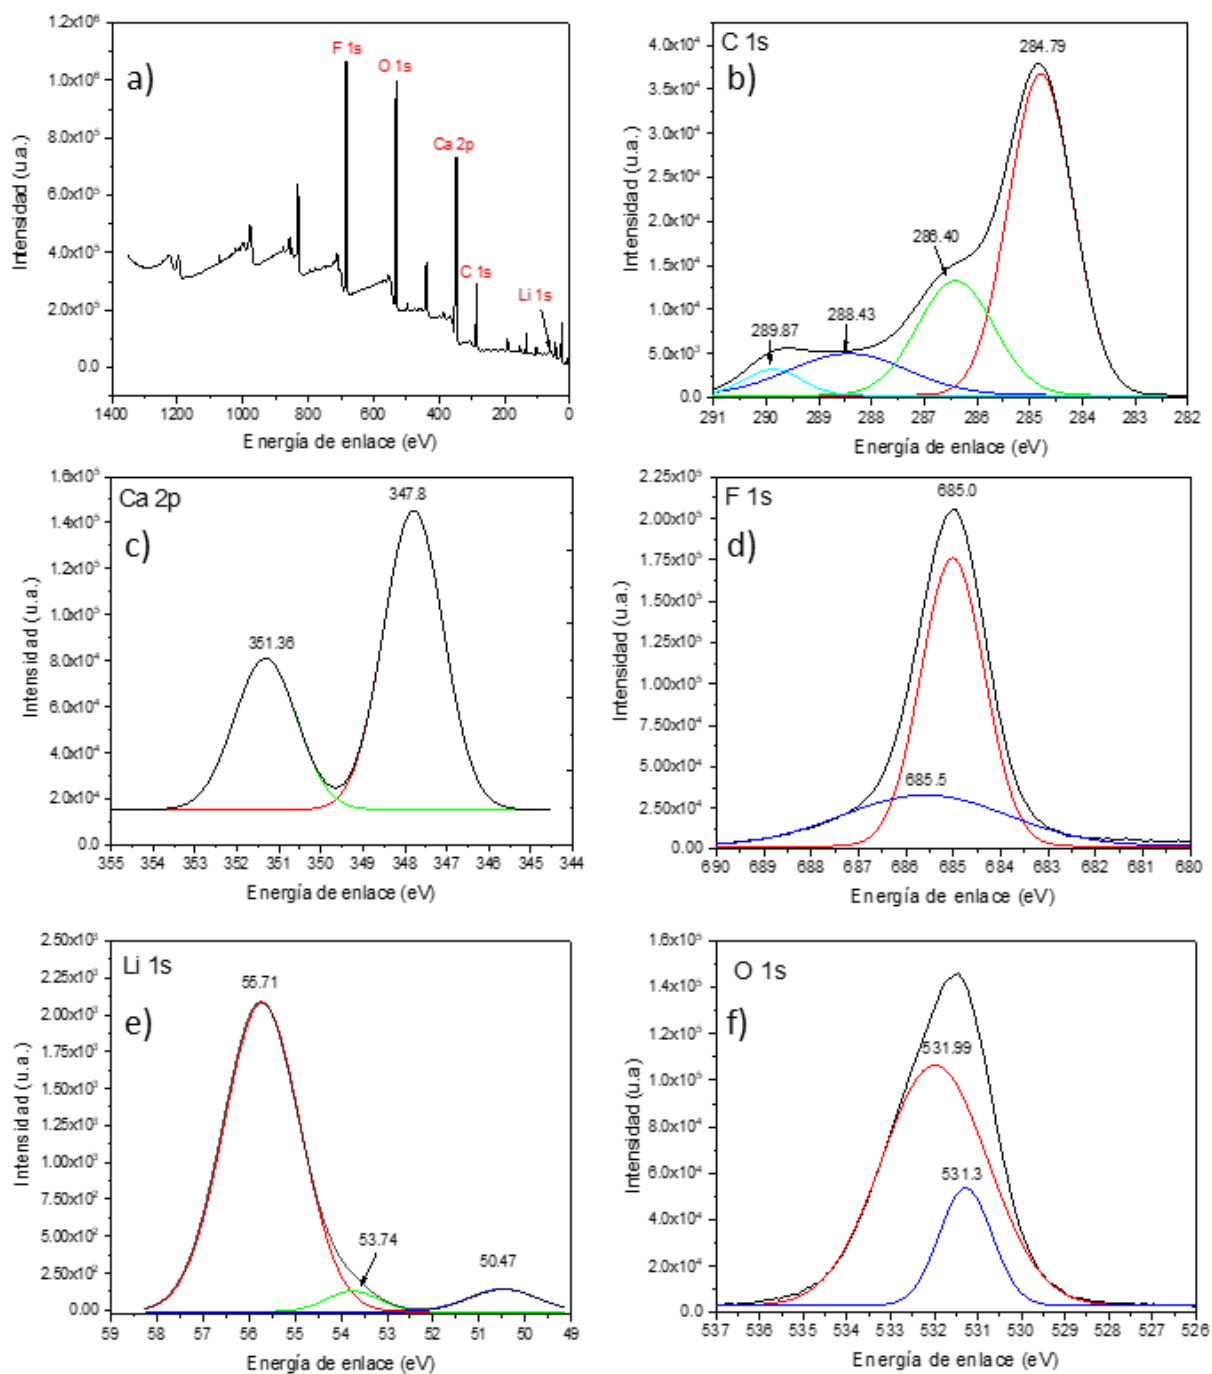 a)
F 1s
O 1s
Ca 2p
C 1s
Li 1s
1.2x10⁶
1.0x10⁶
8.0x10⁵
6.0x10⁵
4.0x10⁵
2.0x10⁵
0.0
1400 1200 1000 800 600 400 200 0
Intensidad (u.a.)
Energía de enlace (eV)
C 1s
b)
284.79
286.40
288.43
289.87
4.0x10⁴
3.5x10⁴
3.0x10⁴
2.5x10⁴
2.0x10⁴
1.5x10⁴
1.0x10⁴
5.0x10³
0.0
291 290 289 288 287 286 285 284 283 282
Intensidad (u.a.)
Energía de enlace (eV)
Ca 2p
c)
347.8
351.36
1.6x10⁵
1.4x10⁵
1.2x10⁵
1.0x10⁵
8.0x10⁴
6.0x10⁴
4.0x10⁴
2.0x10⁴
0.0
355 354 353 352 351 350 349 348 347 346 345 344
Intensidad (u.a.)
Energía de enlace (eV)
F 1s
d)
685.0
685.5
2.25x10⁵
2.00x10⁵
1.75x10⁵
1.50x10⁵
1.25x10⁵
1.00x10⁵
7.50x10⁴
5.00x10⁴
2.50x10⁴
0.00
690 689 688 687 686 685 684 683 682 681 680
Intensidad (u.a.)
Energía de enlace (eV)
Li 1s
e)
55.71
53.74
50.47
2.50x10³
2.25x10³
2.00x10³
1.75x10³
1.50x10³
1.25x10³
1.00x10³
7.50x10²
5.00x10²
2.50x10²
0.00
59 58 57 56 55 54 53 52 51 50 49
Intensidad (u.a.)
Energía de enlace (eV)
O 1s
f)
531.99
531.3
1.6x10⁵
1.4x10⁵
1.2x10⁵
1.0x10⁵
8.0x10⁴
6.0x10⁴
4.0x10⁴
2.0x10⁴
0.0
537 536 535 534 533 532 531 530 529 528 527 526
Intensidad (u.a)
Energía de enlace (eV)